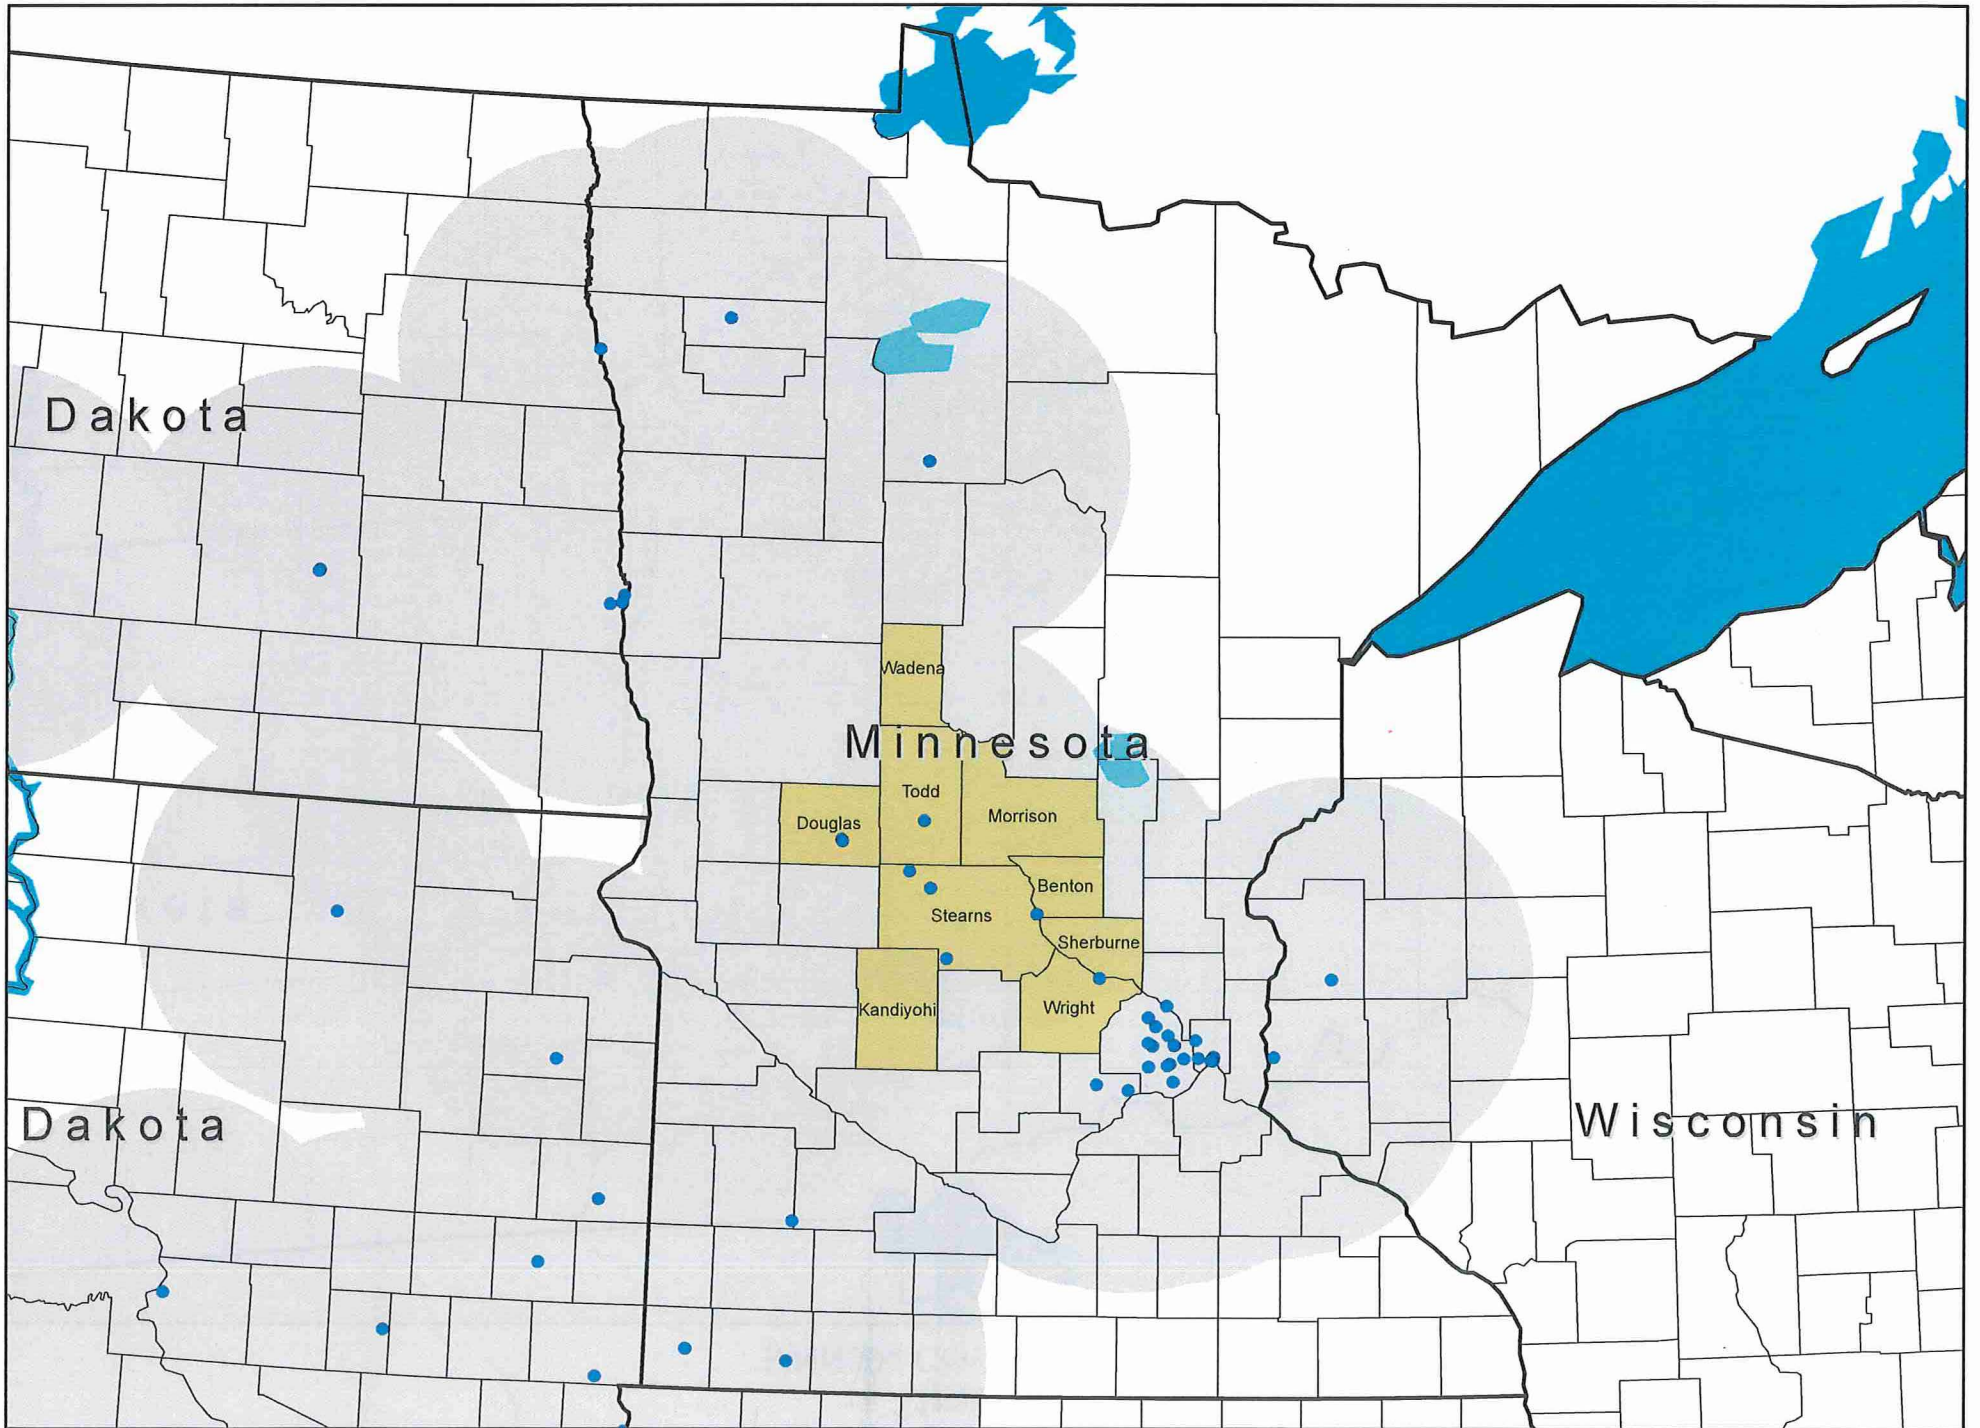 Dakota
Wadena
Minnesota
Todd
Douglas
Morrison
Benton
Stearns
Sherburne
Kandiyohi
Wright
Dakota
Wisconsin